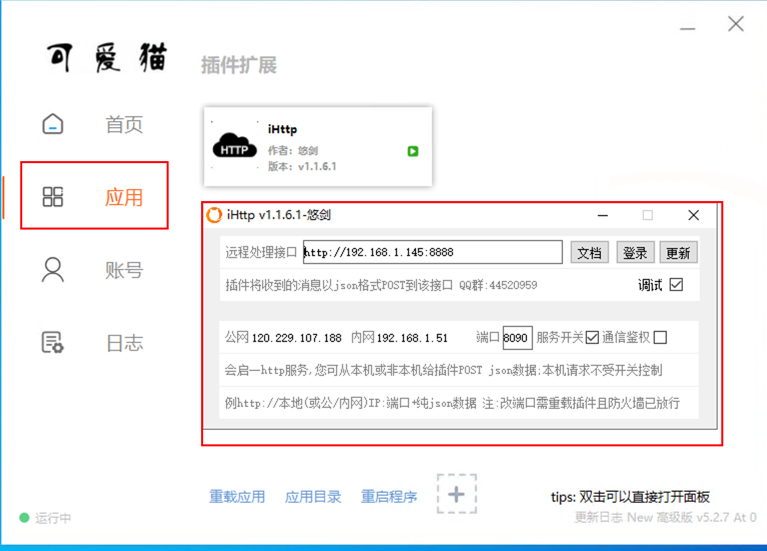 可爱猫 插件扩展
首页
应用
账号
日志
HTTP
iHttp
作者：悠剑
版本：v1.1.6.1
iHttp v1.1.6.1-悠剑
远程处理接口 http://192.168.1.145:8888 文档 登录 更新
插件将收到的消息以json格式POST到该接口 QQ群:44520959 调试
公网 120.229.107.188 内网 192.168.1.51 端口 8090 服务开关 通信鉴权
会启一http服务,您可从本机或非本机给插件POST json数据;本机请求不受开关控制
例http://本地(或公/内网)IP:端口+纯json数据 注:改端口需重载插件且防火墙已放行
重载应用 应用目录 重启程序
tips: 双击可以直接打开面板
运行中
更新日志 New 高级版 v5.2.7 At 0